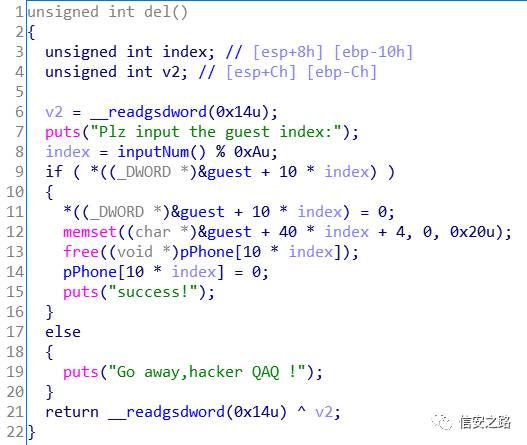 1 unsigned int del()
2 {
3 unsigned int index; // [esp+8h] [ebp-10h]
4 unsigned int v2; // [esp+Ch] [ebp-Ch]
5
6 v2 = __readgsdword(0x14u);
7 puts("Plz input the guest index:");
8 index = inputNum() % 0xAu;
9 if ( *((_DWORD *)&guest + 10 * index) )
10 {
11 *((_DWORD *)&guest + 10 * index) = 0;
12 memset((char *)&guest + 40 * index + 4, 0, 0x20u);
13 free((void *)pPhone[10 * index]);
14 pPhone[10 * index] = 0;
15 puts("success!");
16 }
17 else
18 {
19 puts("Go away,hacker QAQ !");
20 }
21 return __readgsdword(0x14u) ^ v2;
22 }
信安之路